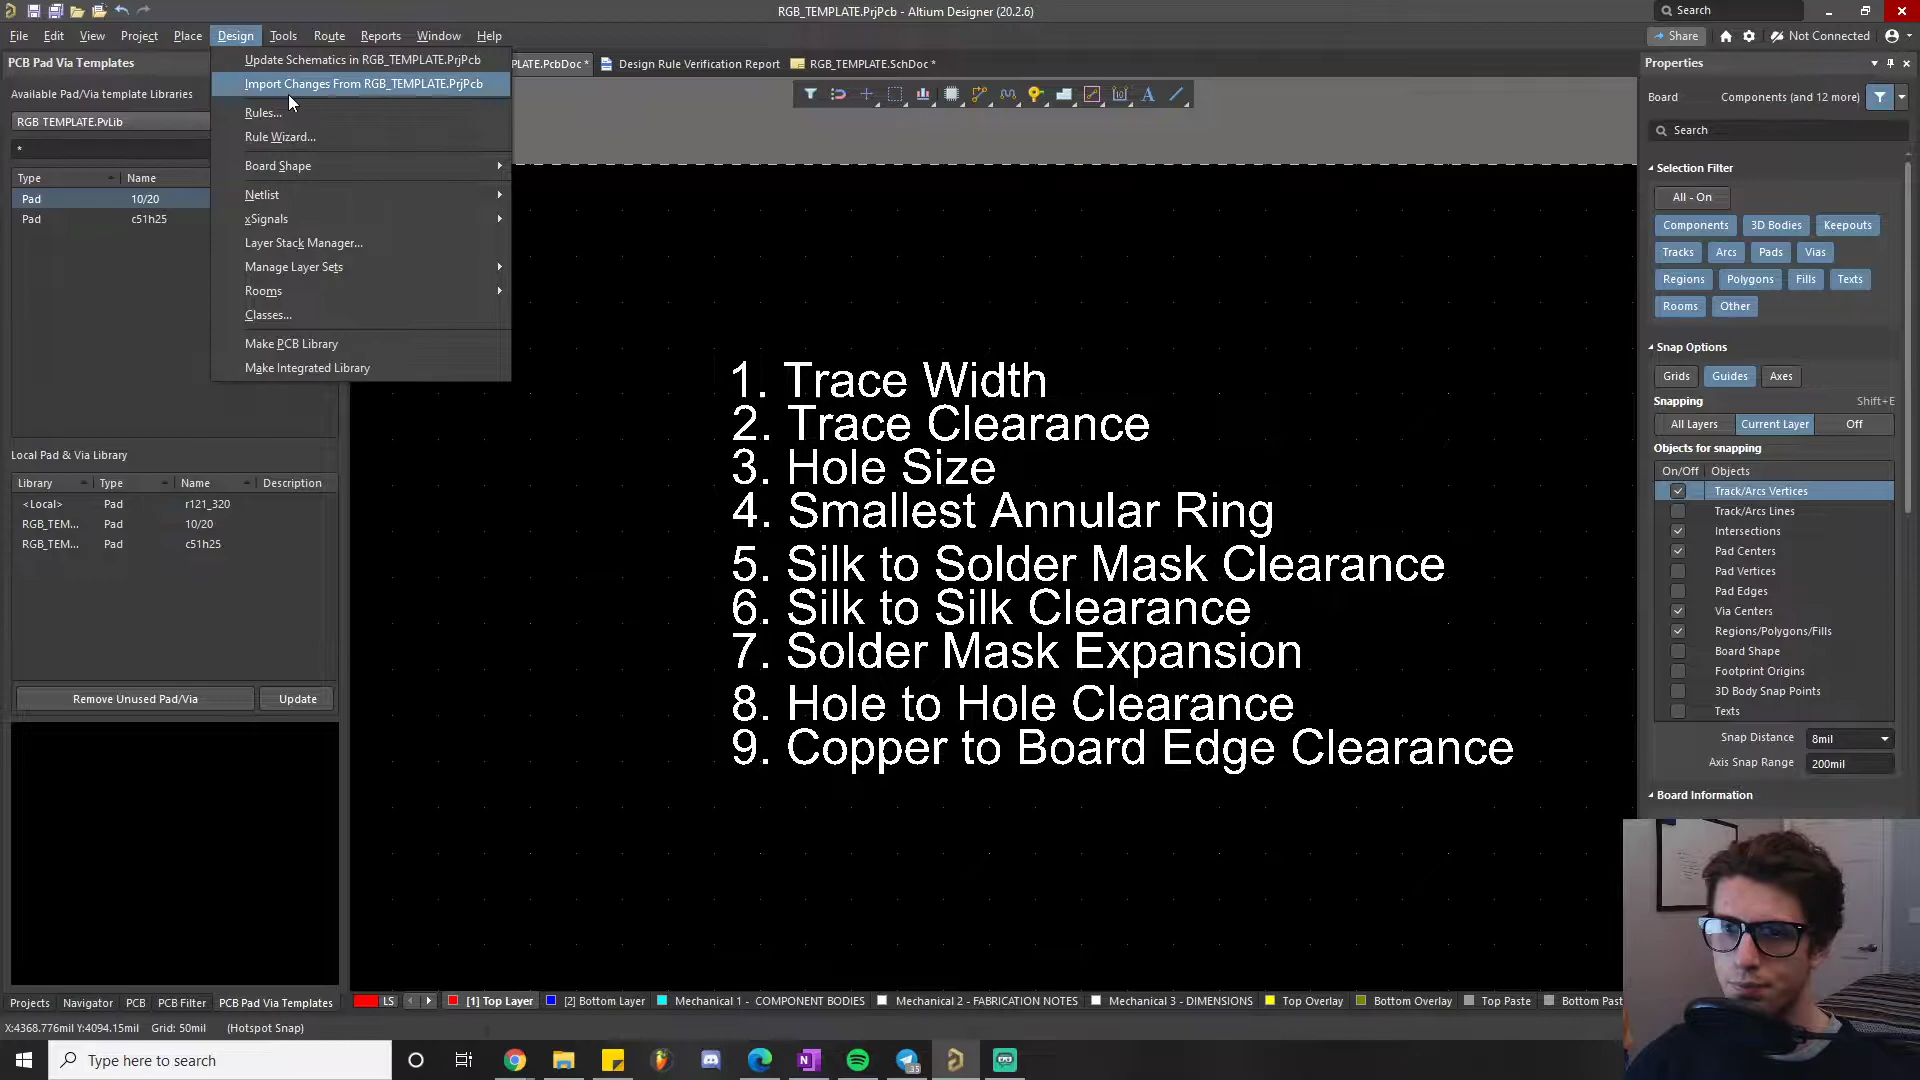 RGB_TEMPLATE.PrjPcb - Altium Designer (20.2.6)
Search
File Edit View Project Place Design Tools Route Reports Window Help
Share
Not Connected
PCB Pad Via Templates
Available Pad/Via template Libraries
RGB TEMPLATE.PvLib
*
Type Name
Pad 10/20
Pad c51h25
Update Schematics in RGB_TEMPLATE.PrjPcb
Import Changes From RGB_TEMPLATE.PrjPcb
Rules...
Rule Wizard...
Board Shape
Netlist
xSignals
Layer Stack Manager...
Manage Layer Sets
Rooms
Classes...
Make PCB Library
Make Integrated Library
PLATE.PcbDoc *
Design Rule Verification Report
RGB_TEMPLATE.SchDoc *
1. Trace Width
2. Trace Clearance
3. Hole Size
4. Smallest Annular Ring
5. Silk to Solder Mask Clearance
6. Silk to Silk Clearance
7. Solder Mask Expansion
8. Hole to Hole Clearance
9. Copper to Board Edge Clearance
Local Pad & Via Library
Library Type Name Description
<Local> Pad r121_320
RGB_TEM... Pad 10/20
RGB_TEM... Pad c51h25
Remove Unused Pad/Via
Update
Properties
Board Components (and 12 more)
Search
Selection Filter
All - On
Components 3D Bodies Keepouts
Tracks Arcs Pads Vias
Regions Polygons Fills Texts
Rooms Other
Snap Options
Grids Guides Axes
Snapping Shift+E
All Layers Current Layer Off
Objects for snapping
On/Off Objects
Track/Arcs Vertices
Track/Arcs Lines
Intersections
Pad Centers
Pad Vertices
Pad Edges
Via Centers
Regions/Polygons/Fills
Board Shape
Footprint Origins
3D Body Snap Points
Texts
Snap Distance 8mil
Axis Snap Range 200mil
Board Information
Projects Navigator PCB PCB Filter PCB Pad Via Templates
LS
[1] Top Layer
[2] Bottom Layer
Mechanical 1 - COMPONENT BODIES
Mechanical 2 - FABRICATION NOTES
Mechanical 3 - DIMENSIONS
Top Overlay
Bottom Overlay
Top Paste
Bottom Past
X:4368.776mil Y:4094.15mil Grid: 50mil (Hotspot Snap)
Type here to search
35